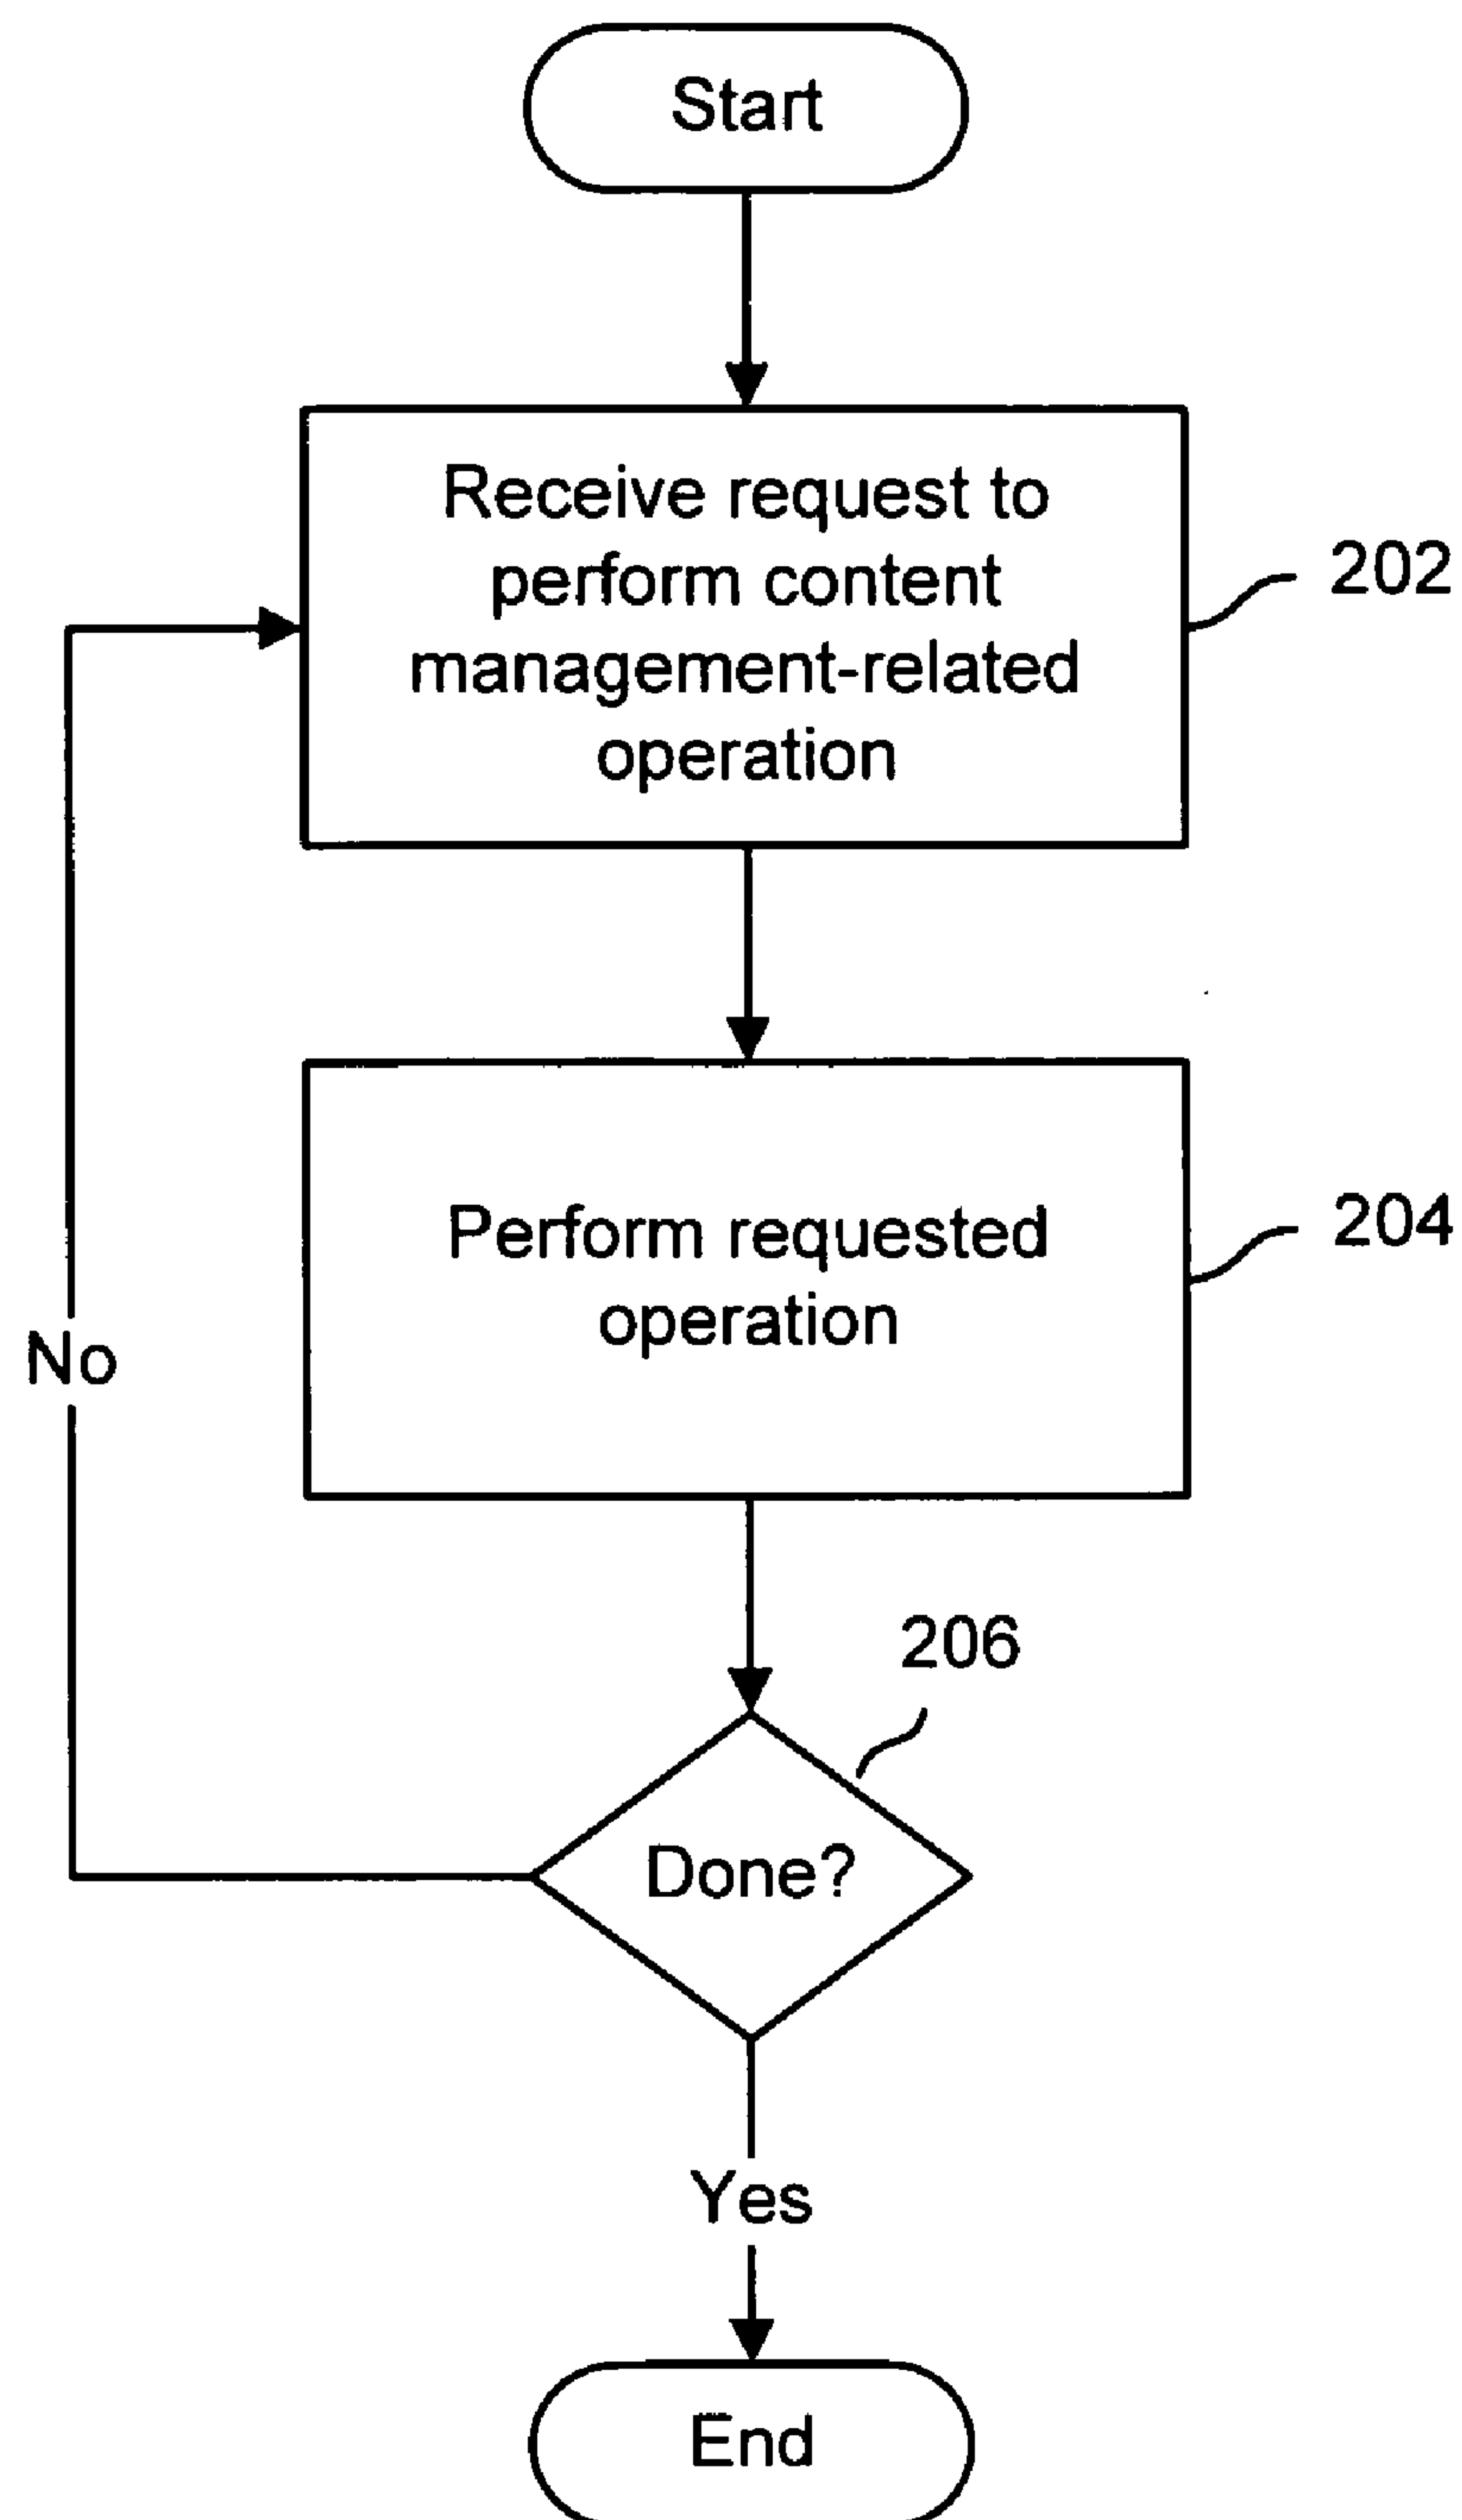 Start
Receive request to
perform content
management-related
operation
202
Perform requested
operation
204
No
206
Done?
Yes
End